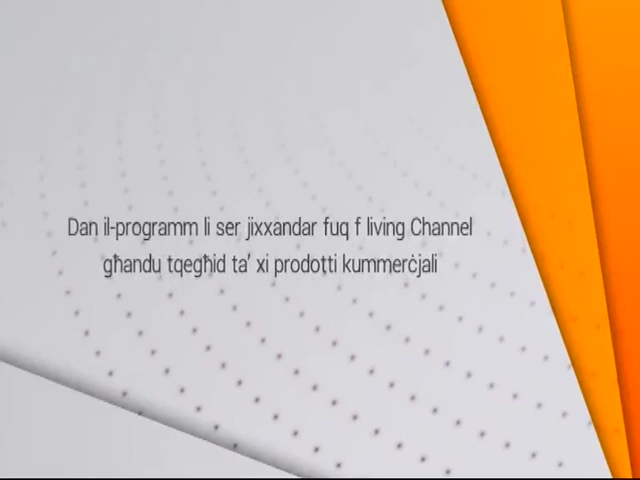 Dan il-programm li ser jixxandar fuq f living Channel
għandu tqegħid ta' xi prodotti kummerċjali